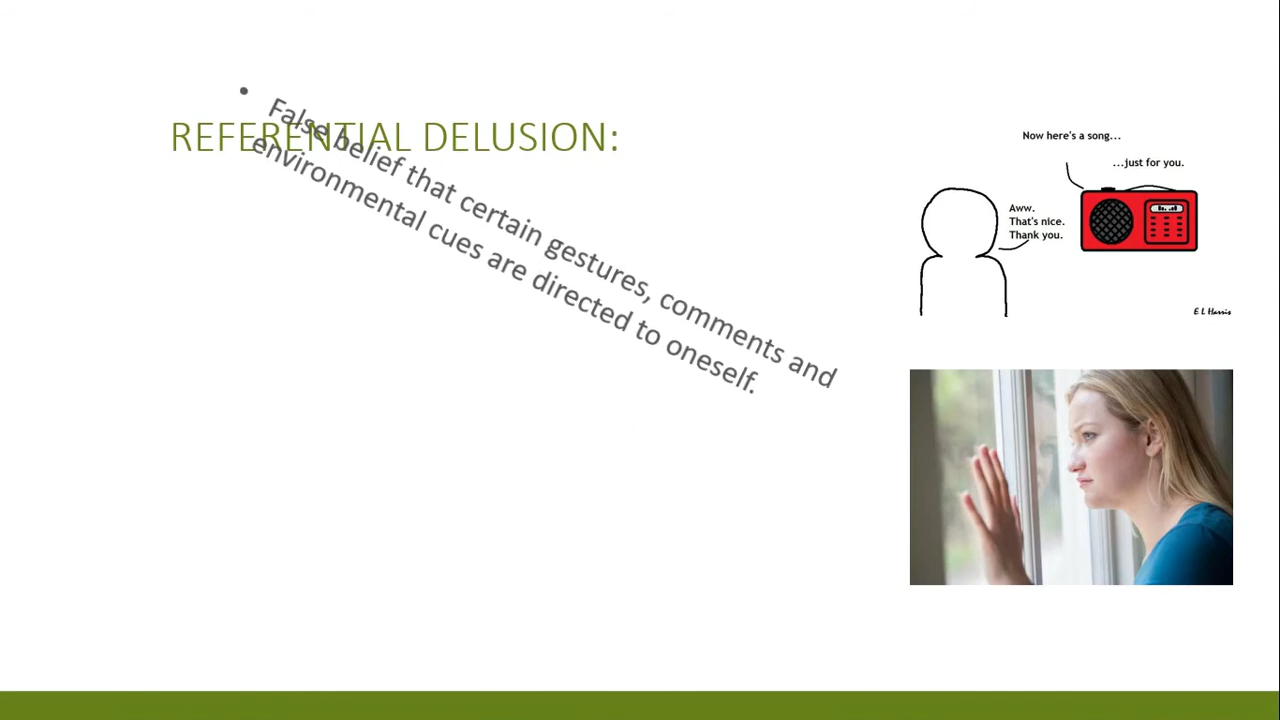 REFERENTIAL DELUSION:
• False belief that certain gestures, comments and
environmental cues are directed to oneself.
Now here's a song...
...just for you.
Aww.
That's nice.
Thank you.
E L Harris